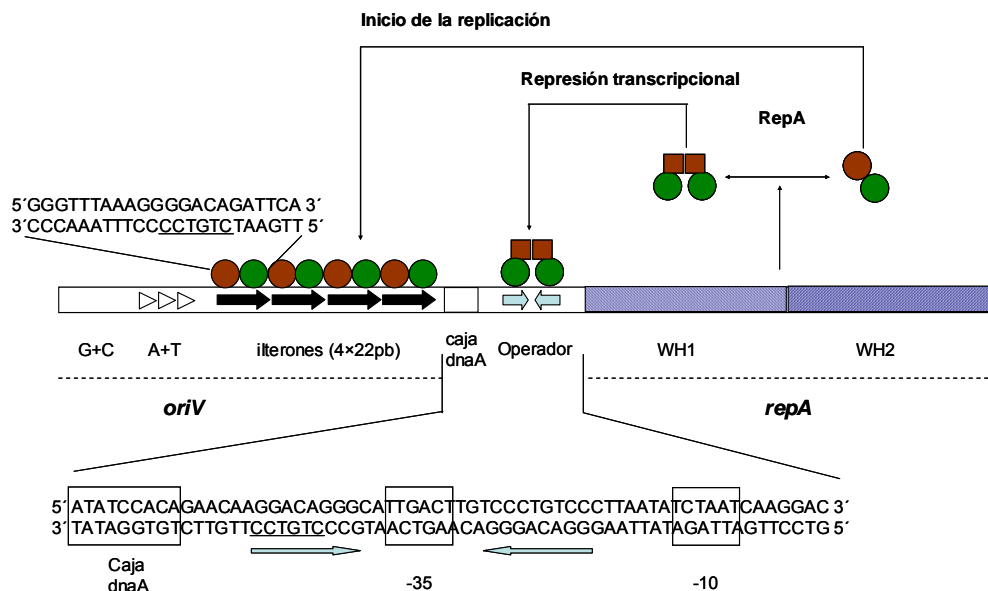 Inicio de la replicación
Represión transcripcional
RepA
5´GGGTTTAAAGGGGACAGATTCA 3´
3´CCCAAATTTCCCCTGTCTAAGTT 5´
G+C A+T ilterones (4×22pb) caja dnaA Operador WH1 WH2
oriV repA
5´ ATATCCACAGAACAAGGACAGGGCATTGACTTGTCCCTGTCCCTTAATATCTAATCAAGGAC 3´
3´ TATAGGTGTCTTGTTCCTGTCCCGTAACTGAACAGGGACAGGGAATTATAGATTAGTTCCTG 5´
Caja dnaA -35 -10